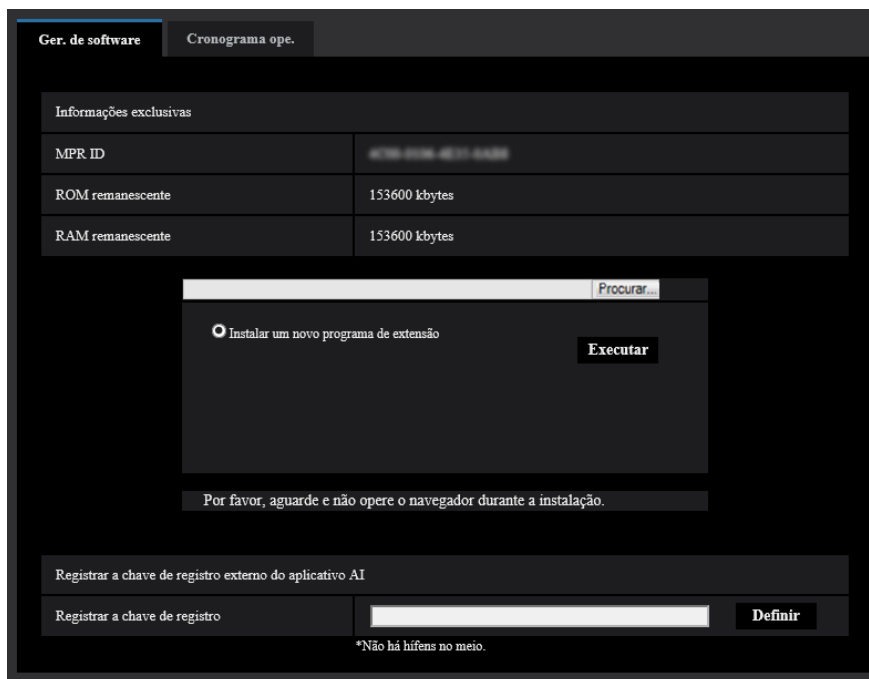 Ger. de software Cronograma ope.
Informações exclusivas
MPR ID
ROM remanescente 153600 kbytes
RAM remanescente 153600 kbytes
Procurar...
Instalar um novo programa de extensão
Executar
Por favor, aguarde e não opere o navegador durante a instalação.
Registrar a chave de registro externo do aplicativo AI
Registrar a chave de registro Definir
*Não há hífens no meio.